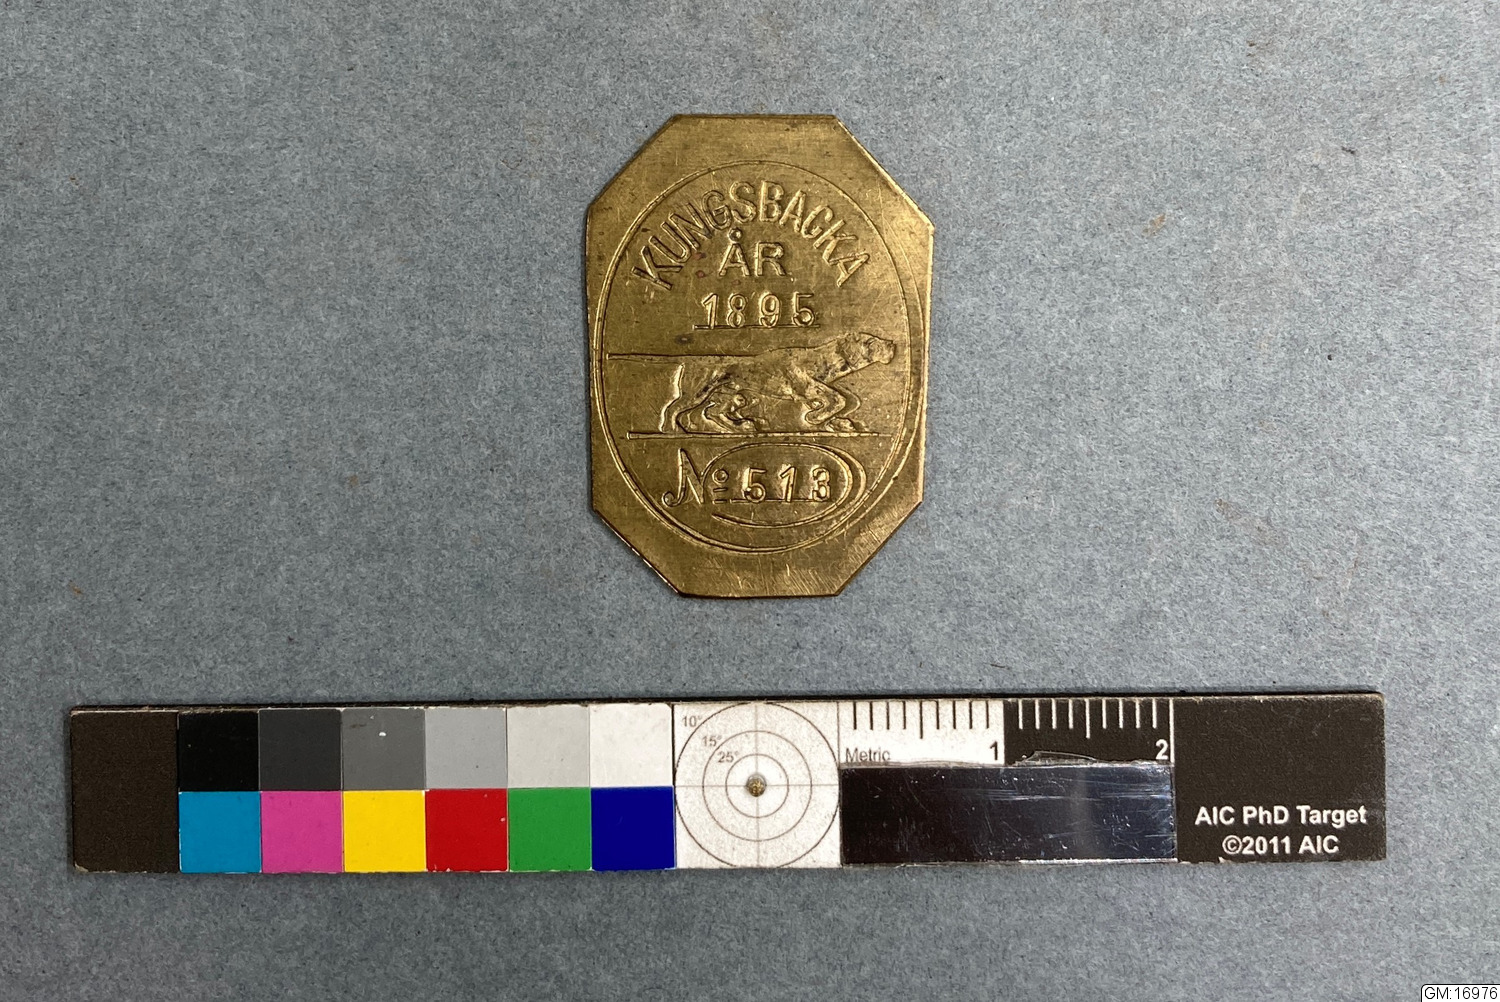 KUNGSBACKA
ÅR
1895
No 513
10°
15°
25°
Metric
1
2
AIC PhD Target
©2011 AIC
GM:16976